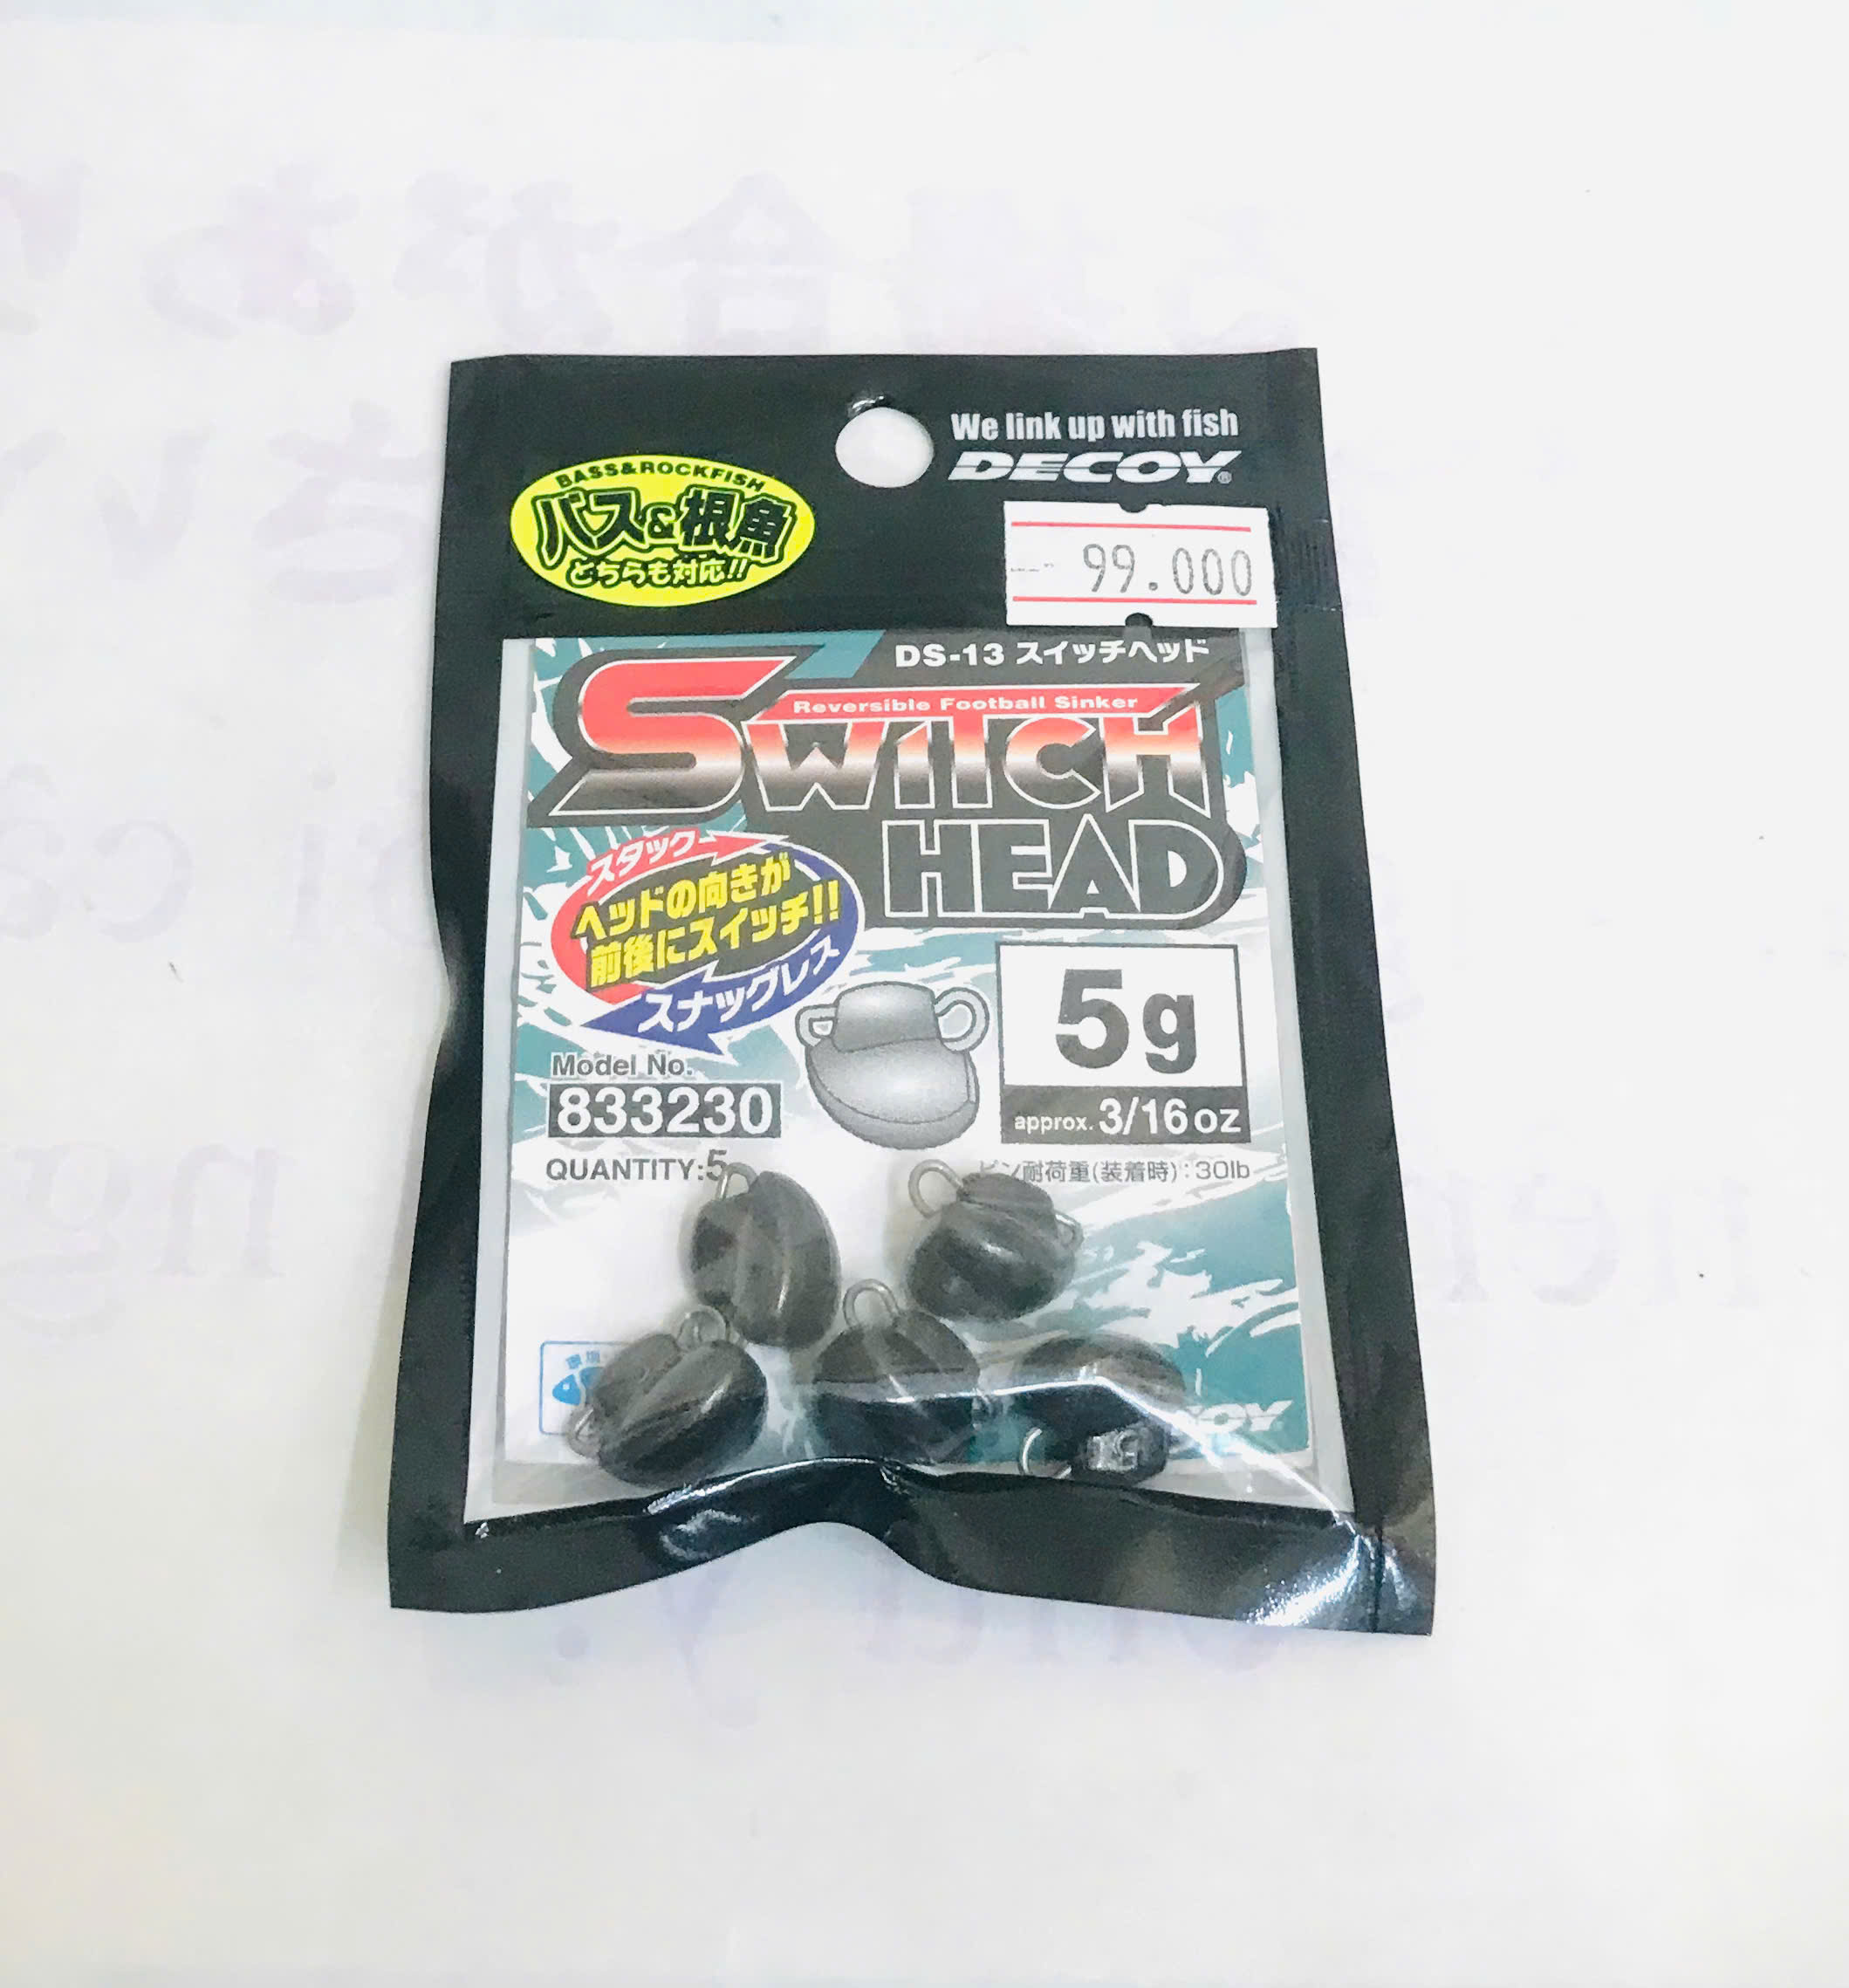 We link up with fish
DECOY®
BASS&ROCKFISH
バス&根魚
どちらも対応!!
99.000
DS-13 スイッチヘッド
Reversible Football Sinker
SWITCH
HEAD
スタック
ヘッドの向きが
前後にスイッチ!!
スナッグレス
5g
approx. 3/16oz
Model No.
833230
QUANTITY:5
ピン耐荷重(装着時):30lb